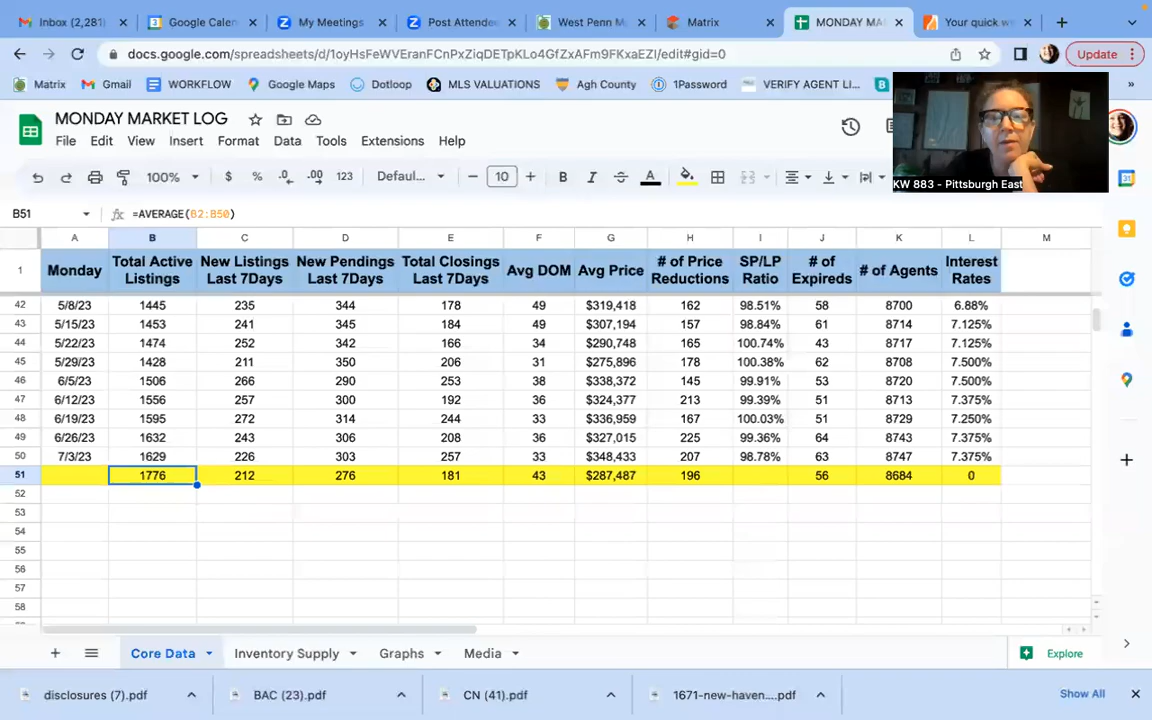 Inbox (2,281)
Google Calen
My Meetings
Post Attende
West Penn M
Matrix
MONDAY MA
Your quick w
docs.google.com/spreadsheets/d/1oyHsFeWVEranFCnPxZiqDETpKLo4GfZxAFm9FKxaEZI/edit#gid=0
Update
Matrix
Gmail
WORKFLOW
Google Maps
Dotloop
MLS VALUATIONS
Agh County
1Password
VERIFY AGENT LI...
MONDAY MARKET LOG
File Edit View Insert Format Data Tools Extensions Help
100% $ % .0 .00 123 Defaul... − 10 + B I A
KW 883 - Pittsburgh East
B51 fx =AVERAGE(B2:B50)
A B C D E F G H I J K L M
1 Monday Total Active Listings New Listings Last 7Days New Pendings Last 7Days Total Closings Last 7Days Avg DOM Avg Price # of Price Reductions SP/LP Ratio # of Expireds # of Agents Interest Rates
42 5/8/23 1445 235 344 178 49 $319,418 162 98.51% 58 8700 6.88%
43 5/15/23 1453 241 345 184 49 $307,194 157 98.84% 61 8714 7.125%
44 5/22/23 1474 252 342 166 34 $290,748 165 100.74% 43 8717 7.125%
45 5/29/23 1428 211 350 206 31 $275,896 178 100.38% 62 8708 7.500%
46 6/5/23 1506 266 290 253 38 $338,372 145 99.91% 53 8720 7.500%
47 6/12/23 1556 257 300 192 36 $324,377 213 99.39% 51 8713 7.375%
48 6/19/23 1595 272 314 244 33 $336,959 167 100.03% 51 8729 7.250%
49 6/26/23 1632 243 306 208 36 $327,015 225 99.36% 64 8743 7.375%
50 7/3/23 1629 226 303 257 33 $348,433 207 98.78% 63 8747 7.375%
51 1776 212 276 181 43 $287,487 196 56 8684 0
52
53
54
55
56
57
58
Core Data
Inventory Supply
Graphs
Media
Explore
disclosures (7).pdf
BAC (23).pdf
CN (41).pdf
1671-new-haven....pdf
Show All